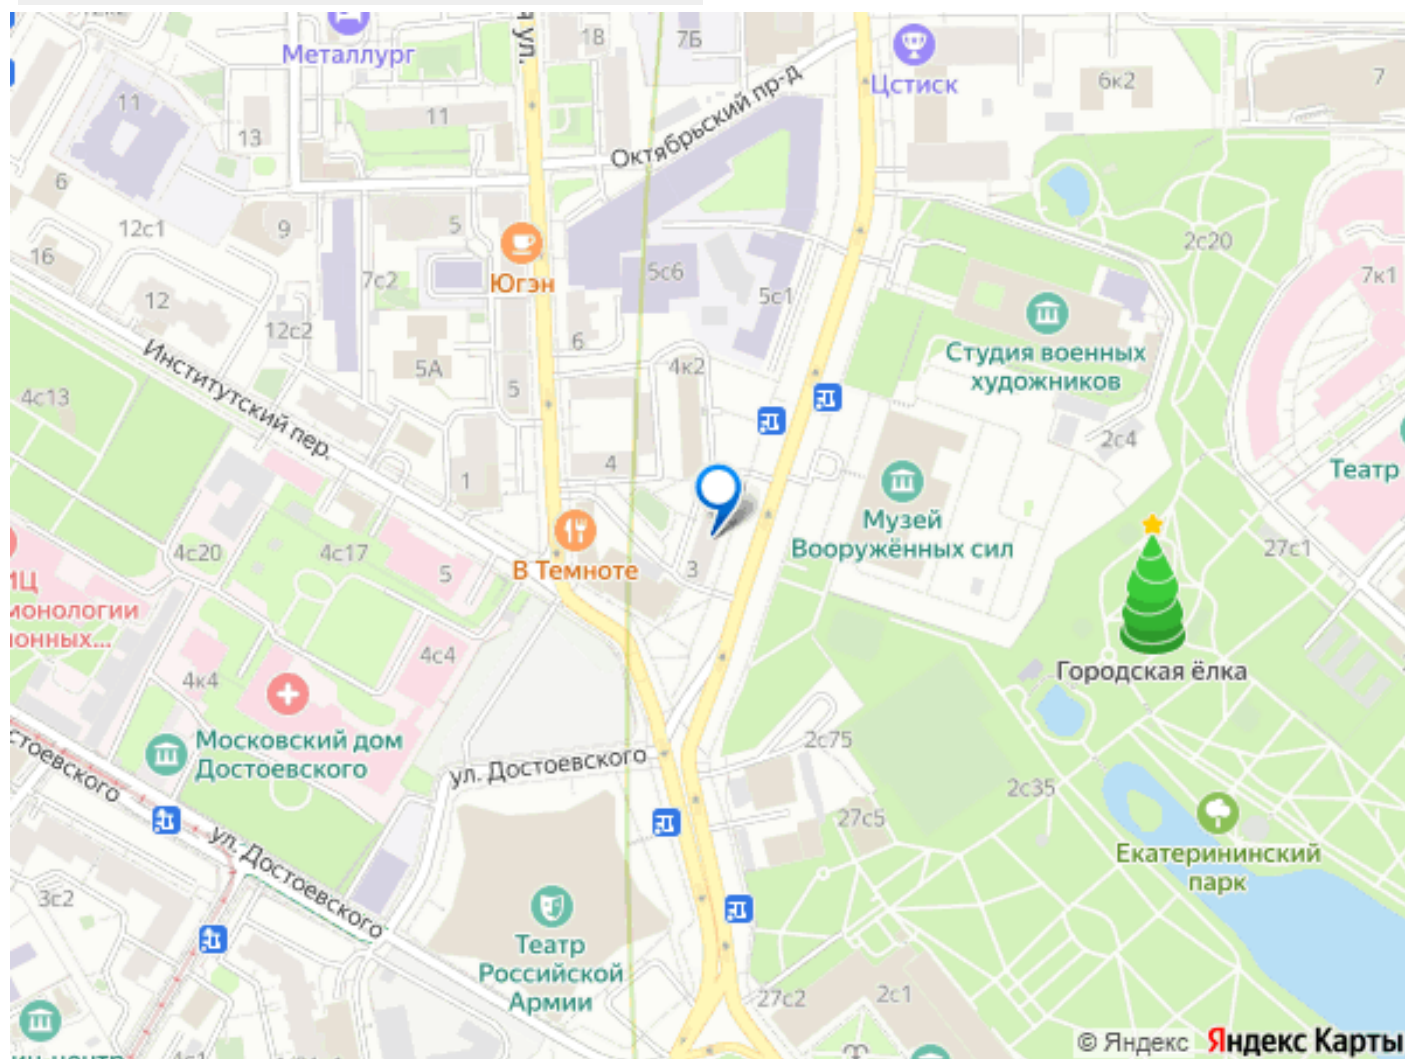 Металлург
18
7Б
Цстиск
6к2
7
11
13
11
Октябрьский пр-д
6
12с1
9
5
2с20
16
7с2
Югэн
5с6
5с1
7к1
12
12с2
6
5А
4к2
Студия военных
художников
Институтский пер.
4с13
5
2с4
4
1
Театр
Музей
Вооружённых сил
4с20
4с17
5
В Темноте
3
27с1
4с4
4к4
Городская ёлка
Московский дом
Достоевского
ул. Достоевского
2с75
2с35
27с5
ул. Достоевского
Екатерининский
парк
3с2
Театр
Российской
Армии
27с2
2с1
© Яндекс Яндекс Карты